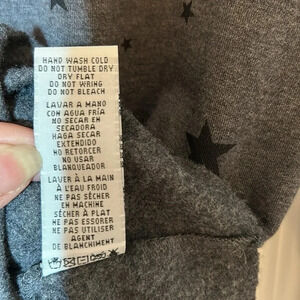 HAND WASH COLD
DO NOT TUMBLE DRY
DRY FLAT
DO NOT WRING
DO NOT BLEACH
LAVAR A MANO
CON AGUA FRÍA
NO SECAR EN
SECADORA
HAGA SECAR
EXTENDIDO
NO RETORCER
NO USAR
BLANQUEADOR
LAVER À LA MAIN
À L'EAU FROID
NE PAS SÉCHER
EN MACHINE
SÉCHER À PLAT
NE PAS ESSORER
NE PAS UTILISER
AGENT
DE BLANCHIMENT